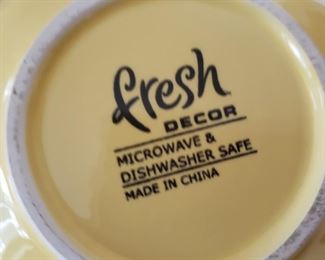 fresh
DECOR
MICROWAVE &
DISHWASHER SAFE
MADE IN CHINA